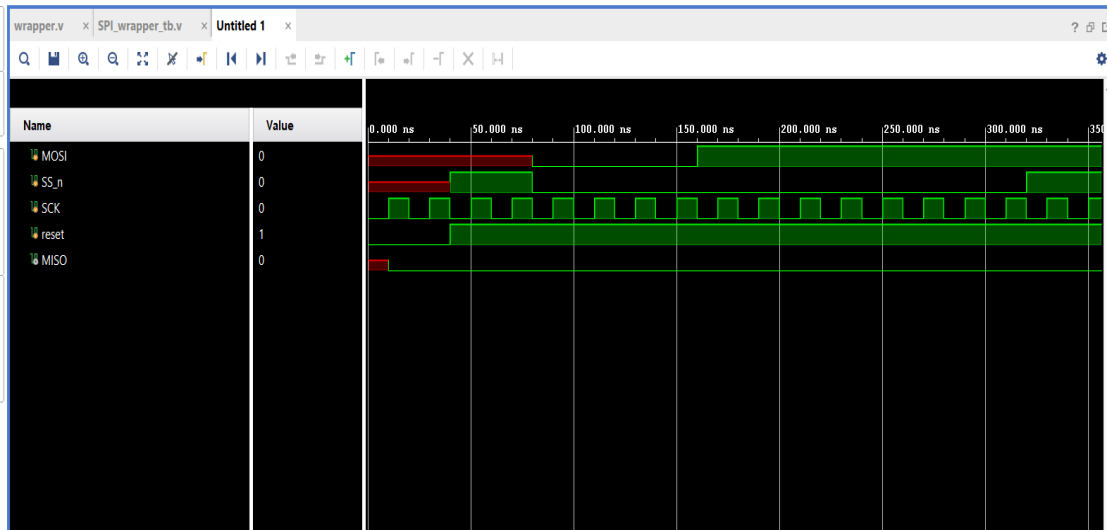 wrapper.v × SPI_wrapper_tb.v × Untitled 1 ×
?
Name Value
0.000 ns 50.000 ns 100.000 ns 150.000 ns 200.000 ns 250.000 ns 300.000 ns 350
MOSI 0
SS_n 0
SCK 0
reset 1
MISO 0